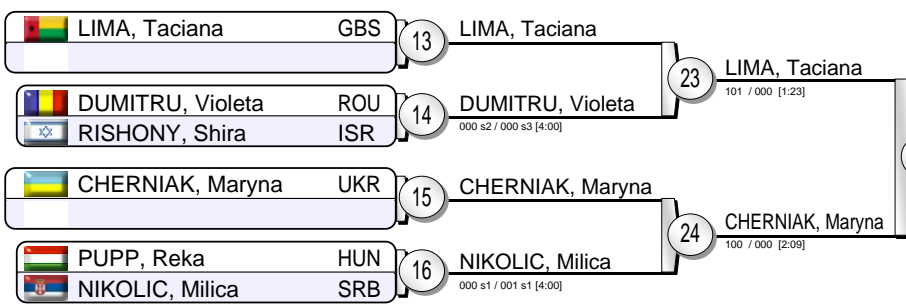 LIMA, Taciana GBS
13
LIMA, Taciana
DUMITRU, Violeta ROU
RISHONY, Shira ISR
14
DUMITRU, Violeta
000 s2 / 000 s3 [4:00]
23
LIMA, Taciana
101 / 000 [1:23]
CHERNIAK, Maryna UKR
15
CHERNIAK, Maryna
PUPP, Reka HUN
NIKOLIC, Milica SRB
16
NIKOLIC, Milica
000 s1 / 001 s1 [4:00]
24
CHERNIAK, Maryna
100 / 000 [2:09]